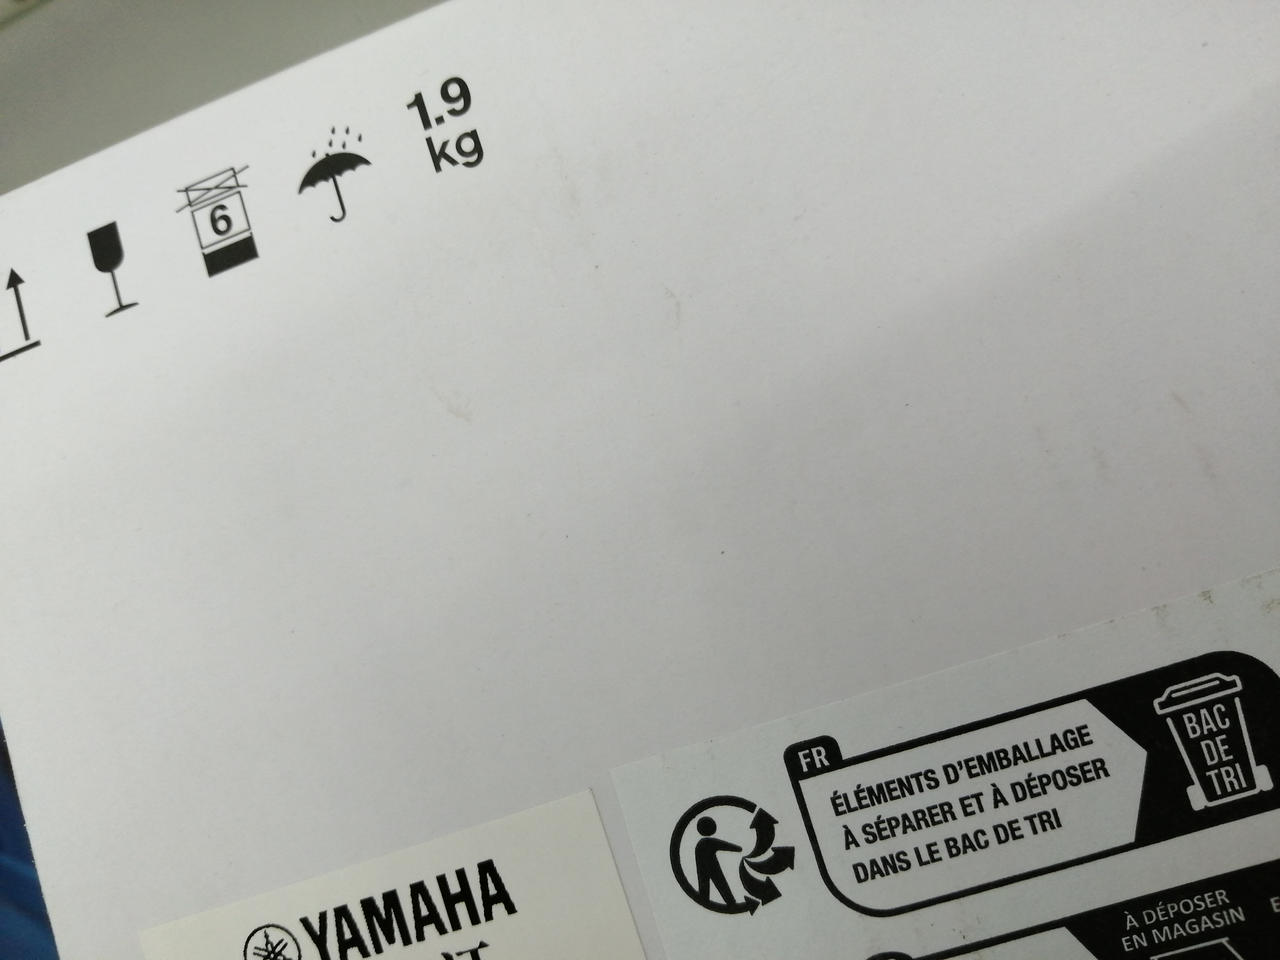 1.9
kg
6
FR
ÉLÉMENTS D'EMBALLAGE
À SÉPARER ET À DÉPOSER
DANS LE BAC DE TRI
BAC
DE
TRI
À DÉPOSER
EN MAGASIN
YAMAHA